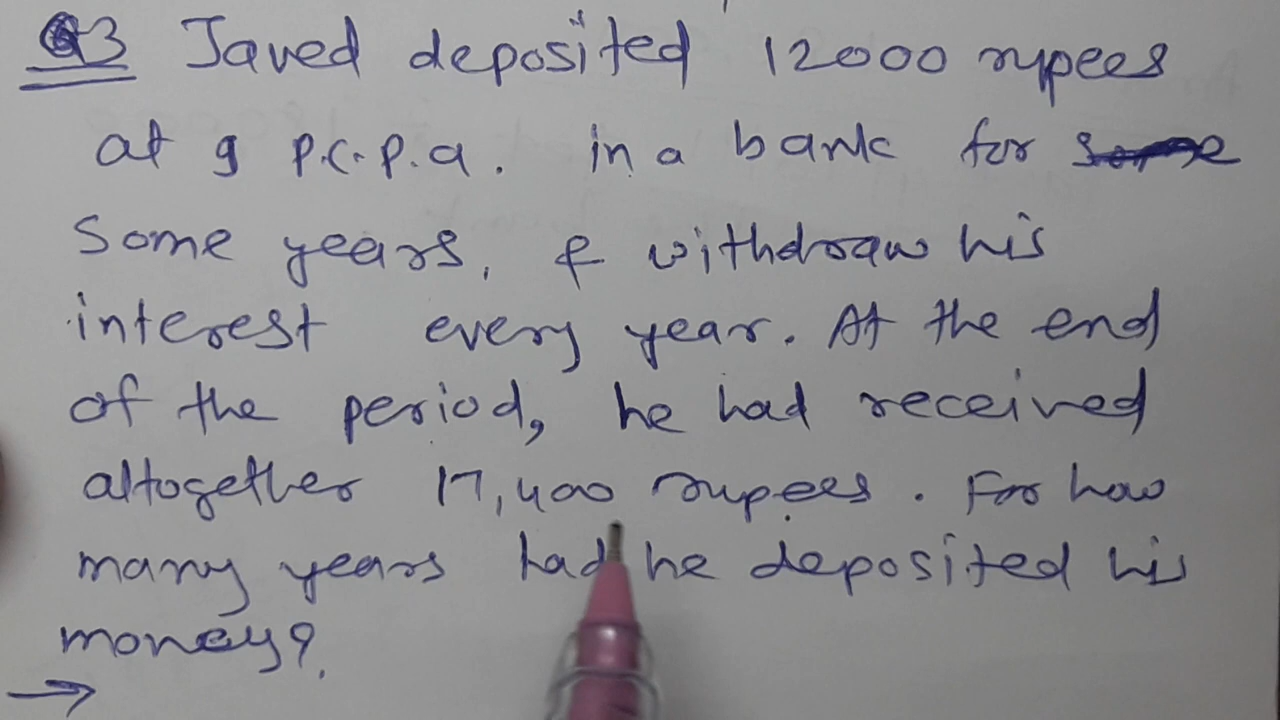 Q3 Javed deposited 12000 rupees
at 9 p.c.p.a. in a bank for
some years, & withdraw his
interest every year. At the end
of the period, he had received
altogether 17,400 rupees. For how
many years had he deposited his
money?